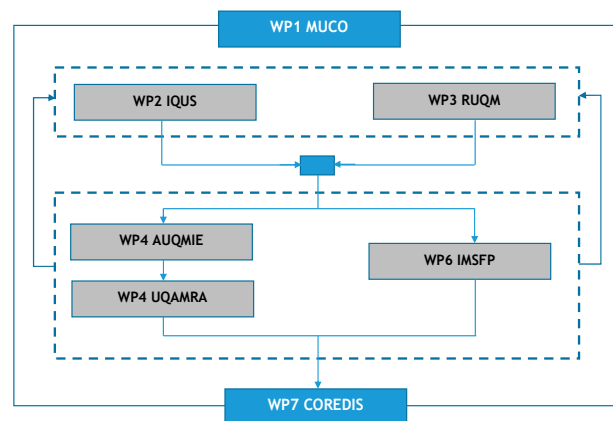 WP1 MUCO
WP2 IQUS
WP3 RUQM
WP4 AUQMIE
WP6 IMSFP
WP4 UQAMRA
WP7 COREDIS